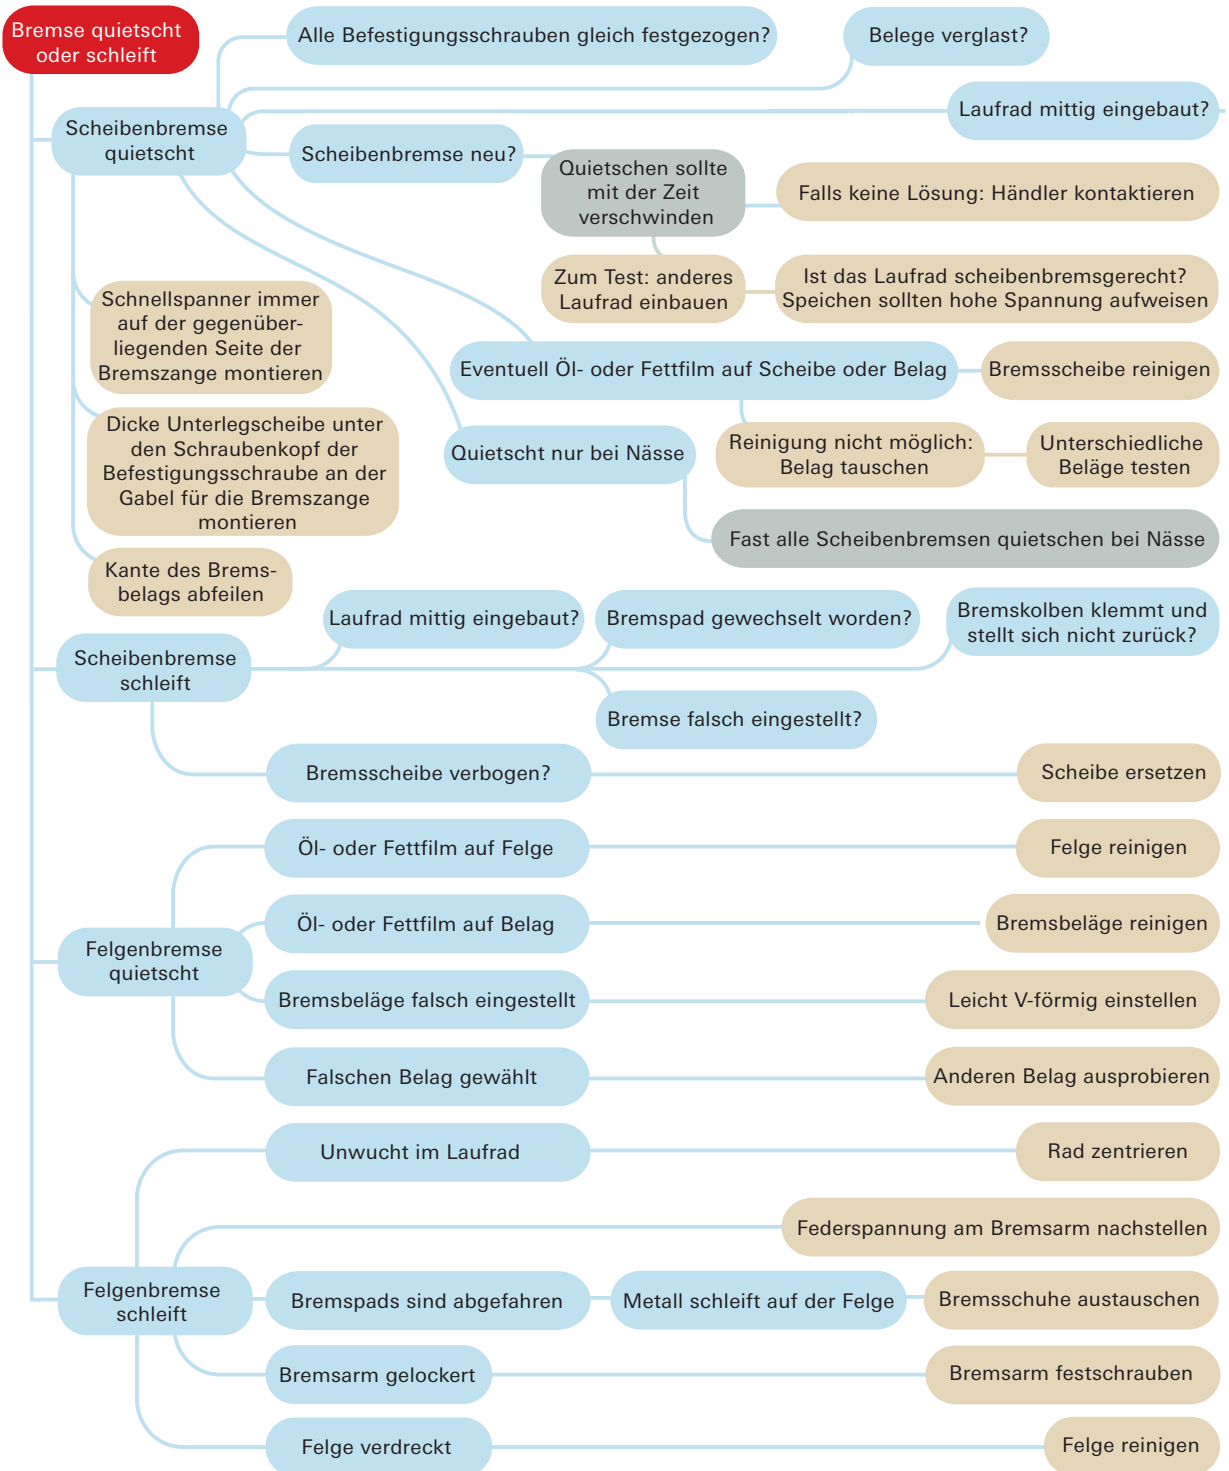 Bremse quietscht
oder schleift
Alle Befestigungsschrauben gleich festgezogen?
Belege verglast?
Laufrad mittig eingebaut?
Scheibenbremse
quietscht
Scheibenbremse neu?
Quietschen sollte
mit der Zeit
verschwinden
Falls keine Lösung: Händler kontaktieren
Zum Test: anderes
Laufrad einbauen
Ist das Laufrad scheibenbremsgerecht?
Speichen sollten hohe Spannung aufweisen
Schnellspanner immer
auf der gegenüber-
liegenden Seite der
Bremszange montieren
Eventuell Öl- oder Fettfilm auf Scheibe oder Belag
Bremsscheibe reinigen
Dicke Unterlegscheibe unter
den Schraubenkopf der
Befestigungsschraube an der
Gabel für die Bremszange
montieren
Quietscht nur bei Nässe
Reinigung nicht möglich:
Belag tauschen
Unterschiedliche
Beläge testen
Fast alle Scheibenbremsen quietschen bei Nässe
Kante des Brems-
belags abfeilen
Laufrad mittig eingebaut?
Bremspad gewechselt worden?
Bremskolben klemmt und
stellt sich nicht zurück?
Scheibenbremse
schleift
Bremse falsch eingestellt?
Bremsscheibe verbogen?
Scheibe ersetzen
Öl- oder Fettfilm auf Felge
Felge reinigen
Öl- oder Fettfilm auf Belag
Bremsbeläge reinigen
Felgenbremse
quietscht
Bremsbeläge falsch eingestellt
Leicht V-förmig einstellen
Falschen Belag gewählt
Anderen Belag ausprobieren
Unwucht im Laufrad
Rad zentrieren
Federspannung am Bremsarm nachstellen
Felgenbremse
schleift
Bremspads sind abgefahren
Metall schleift auf der Felge
Bremsschuhe austauschen
Bremsarm gelockert
Bremsarm festschrauben
Felge verdreckt
Felge reinigen